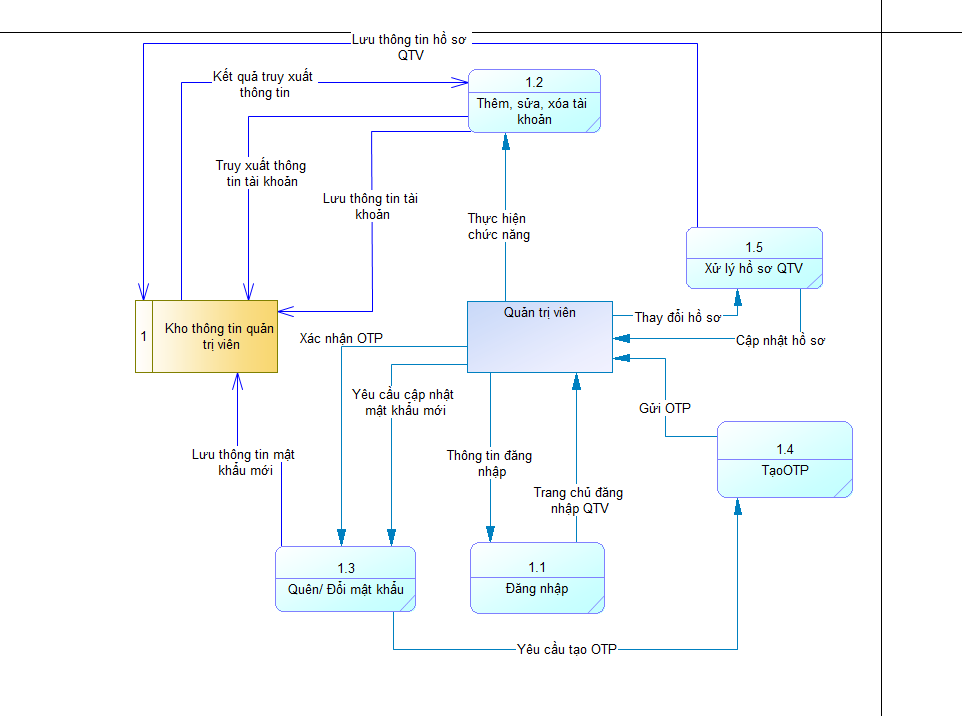 Lưu thông tin hồ sơ
QTV
Kết quả truy xuất
thông tin
1.2
Thêm, sửa, xóa tài
khoản
Truy xuất thông
tin tài khoản
Lưu thông tin tài
khoản
Thực hiện
chức năng
1.5
Xử lý hồ sơ QTV
1
Kho thông tin quản
trị viên
Quản trị viên
Thay đổi hồ sơ
Xác nhận OTP
Cập nhật hồ sơ
Yêu cầu cập nhật
mật khẩu mới
Gửi OTP
Lưu thông tin mật
khẩu mới
Thông tin đăng
nhập
1.4
TạoOTP
Trang chủ đăng
nhập QTV
1.3
Quên/ Đổi mật khẩu
1.1
Đăng nhập
Yêu cầu tạo OTP